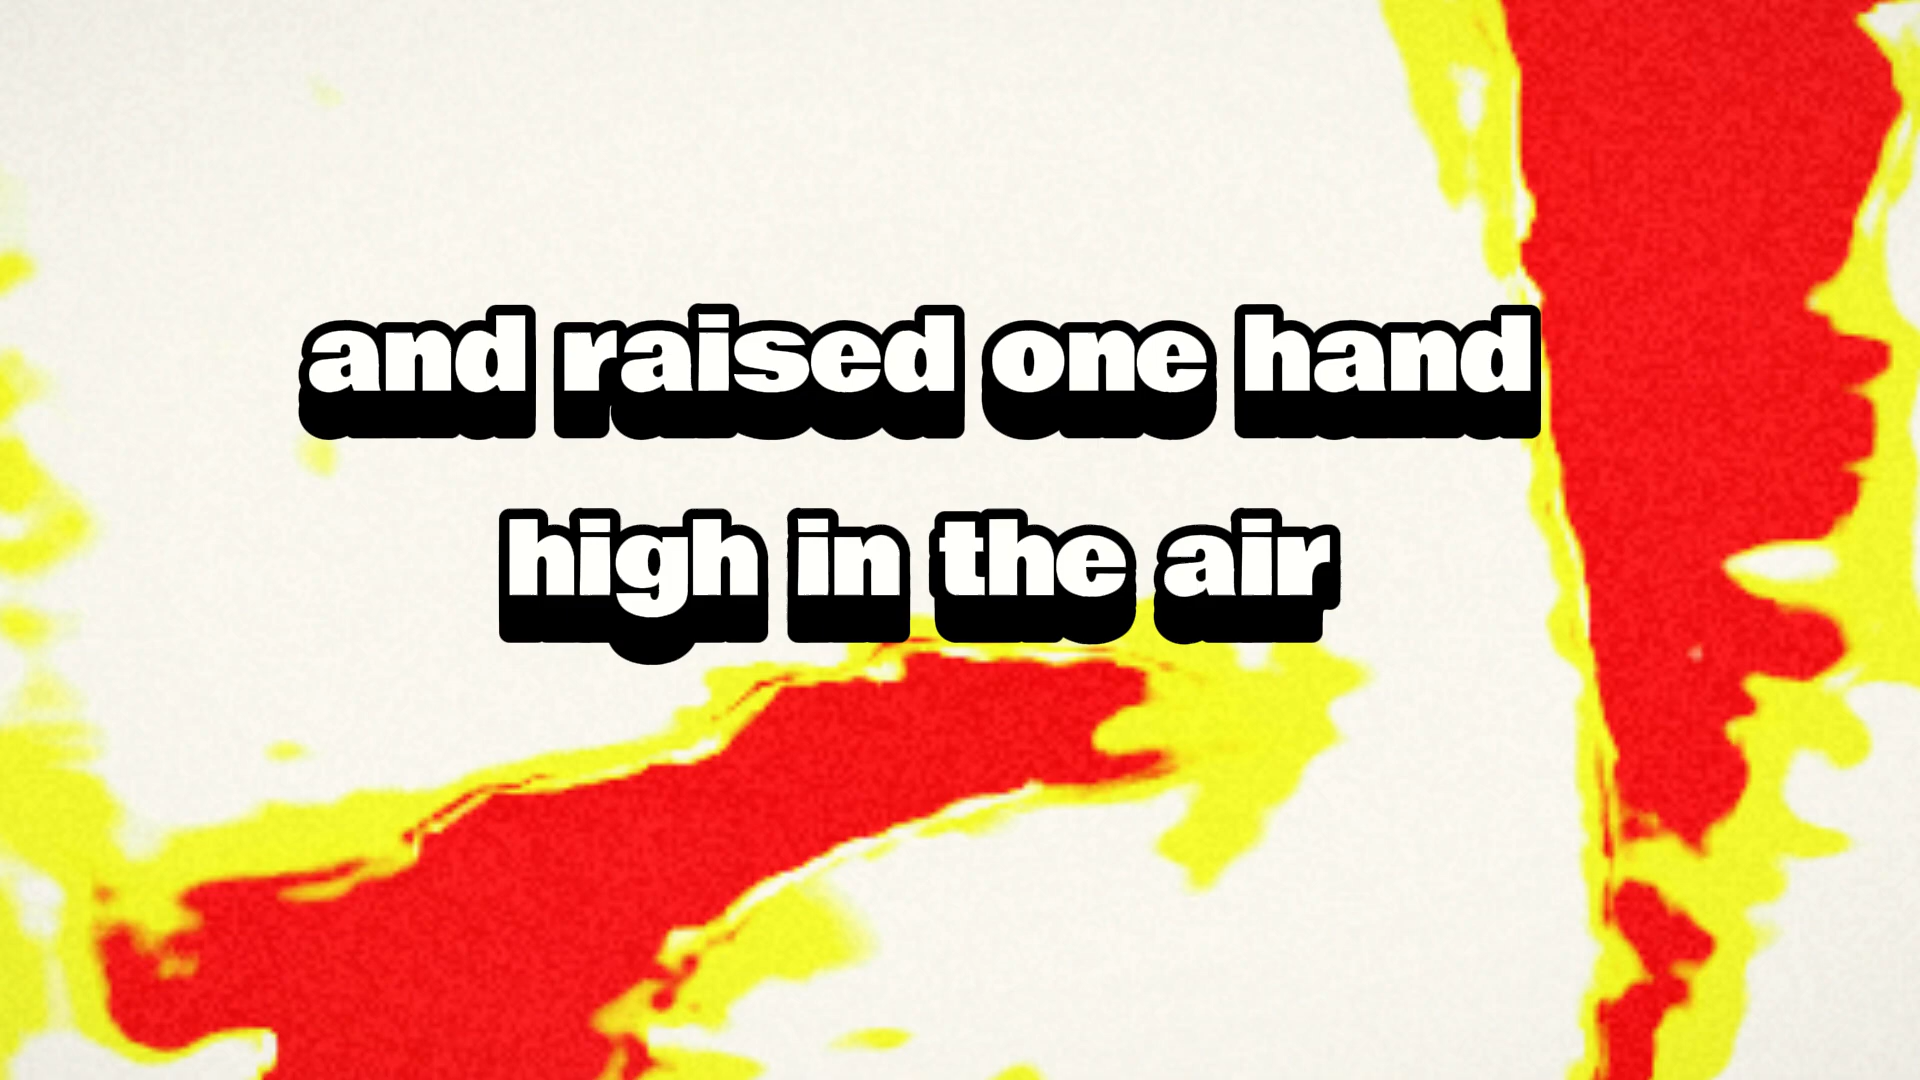 and raised one hand
high in the air